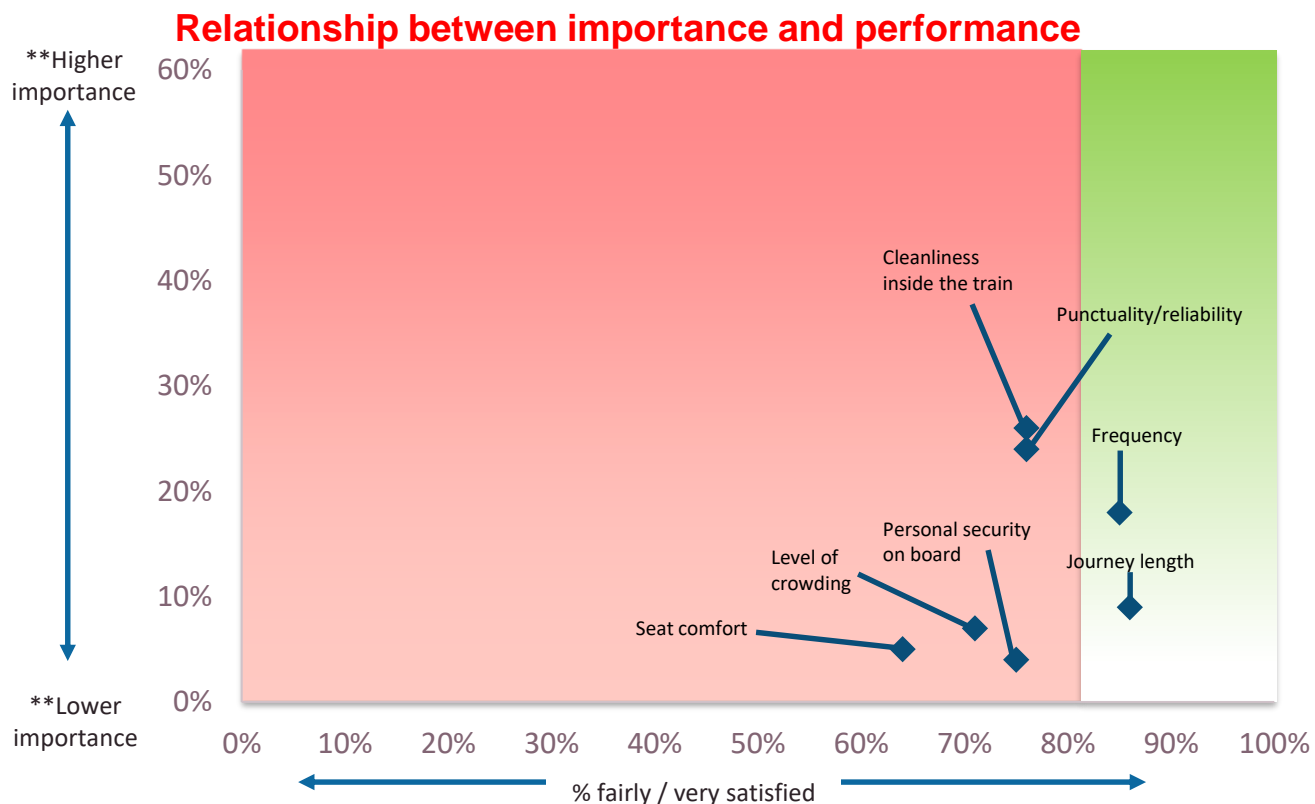 Relationship between importance and performance
**Higher
importance
60%
50%
40%
30%
20%
10%
0%
**Lower
importance
Cleanliness
inside the train
Punctuality/reliability
Frequency
Personal security
on board
Journey length
Level of
crowding
Seat comfort
0% 10% 20% 30% 40% 50% 60% 70% 80% 90% 100%
% fairly / very satisfied